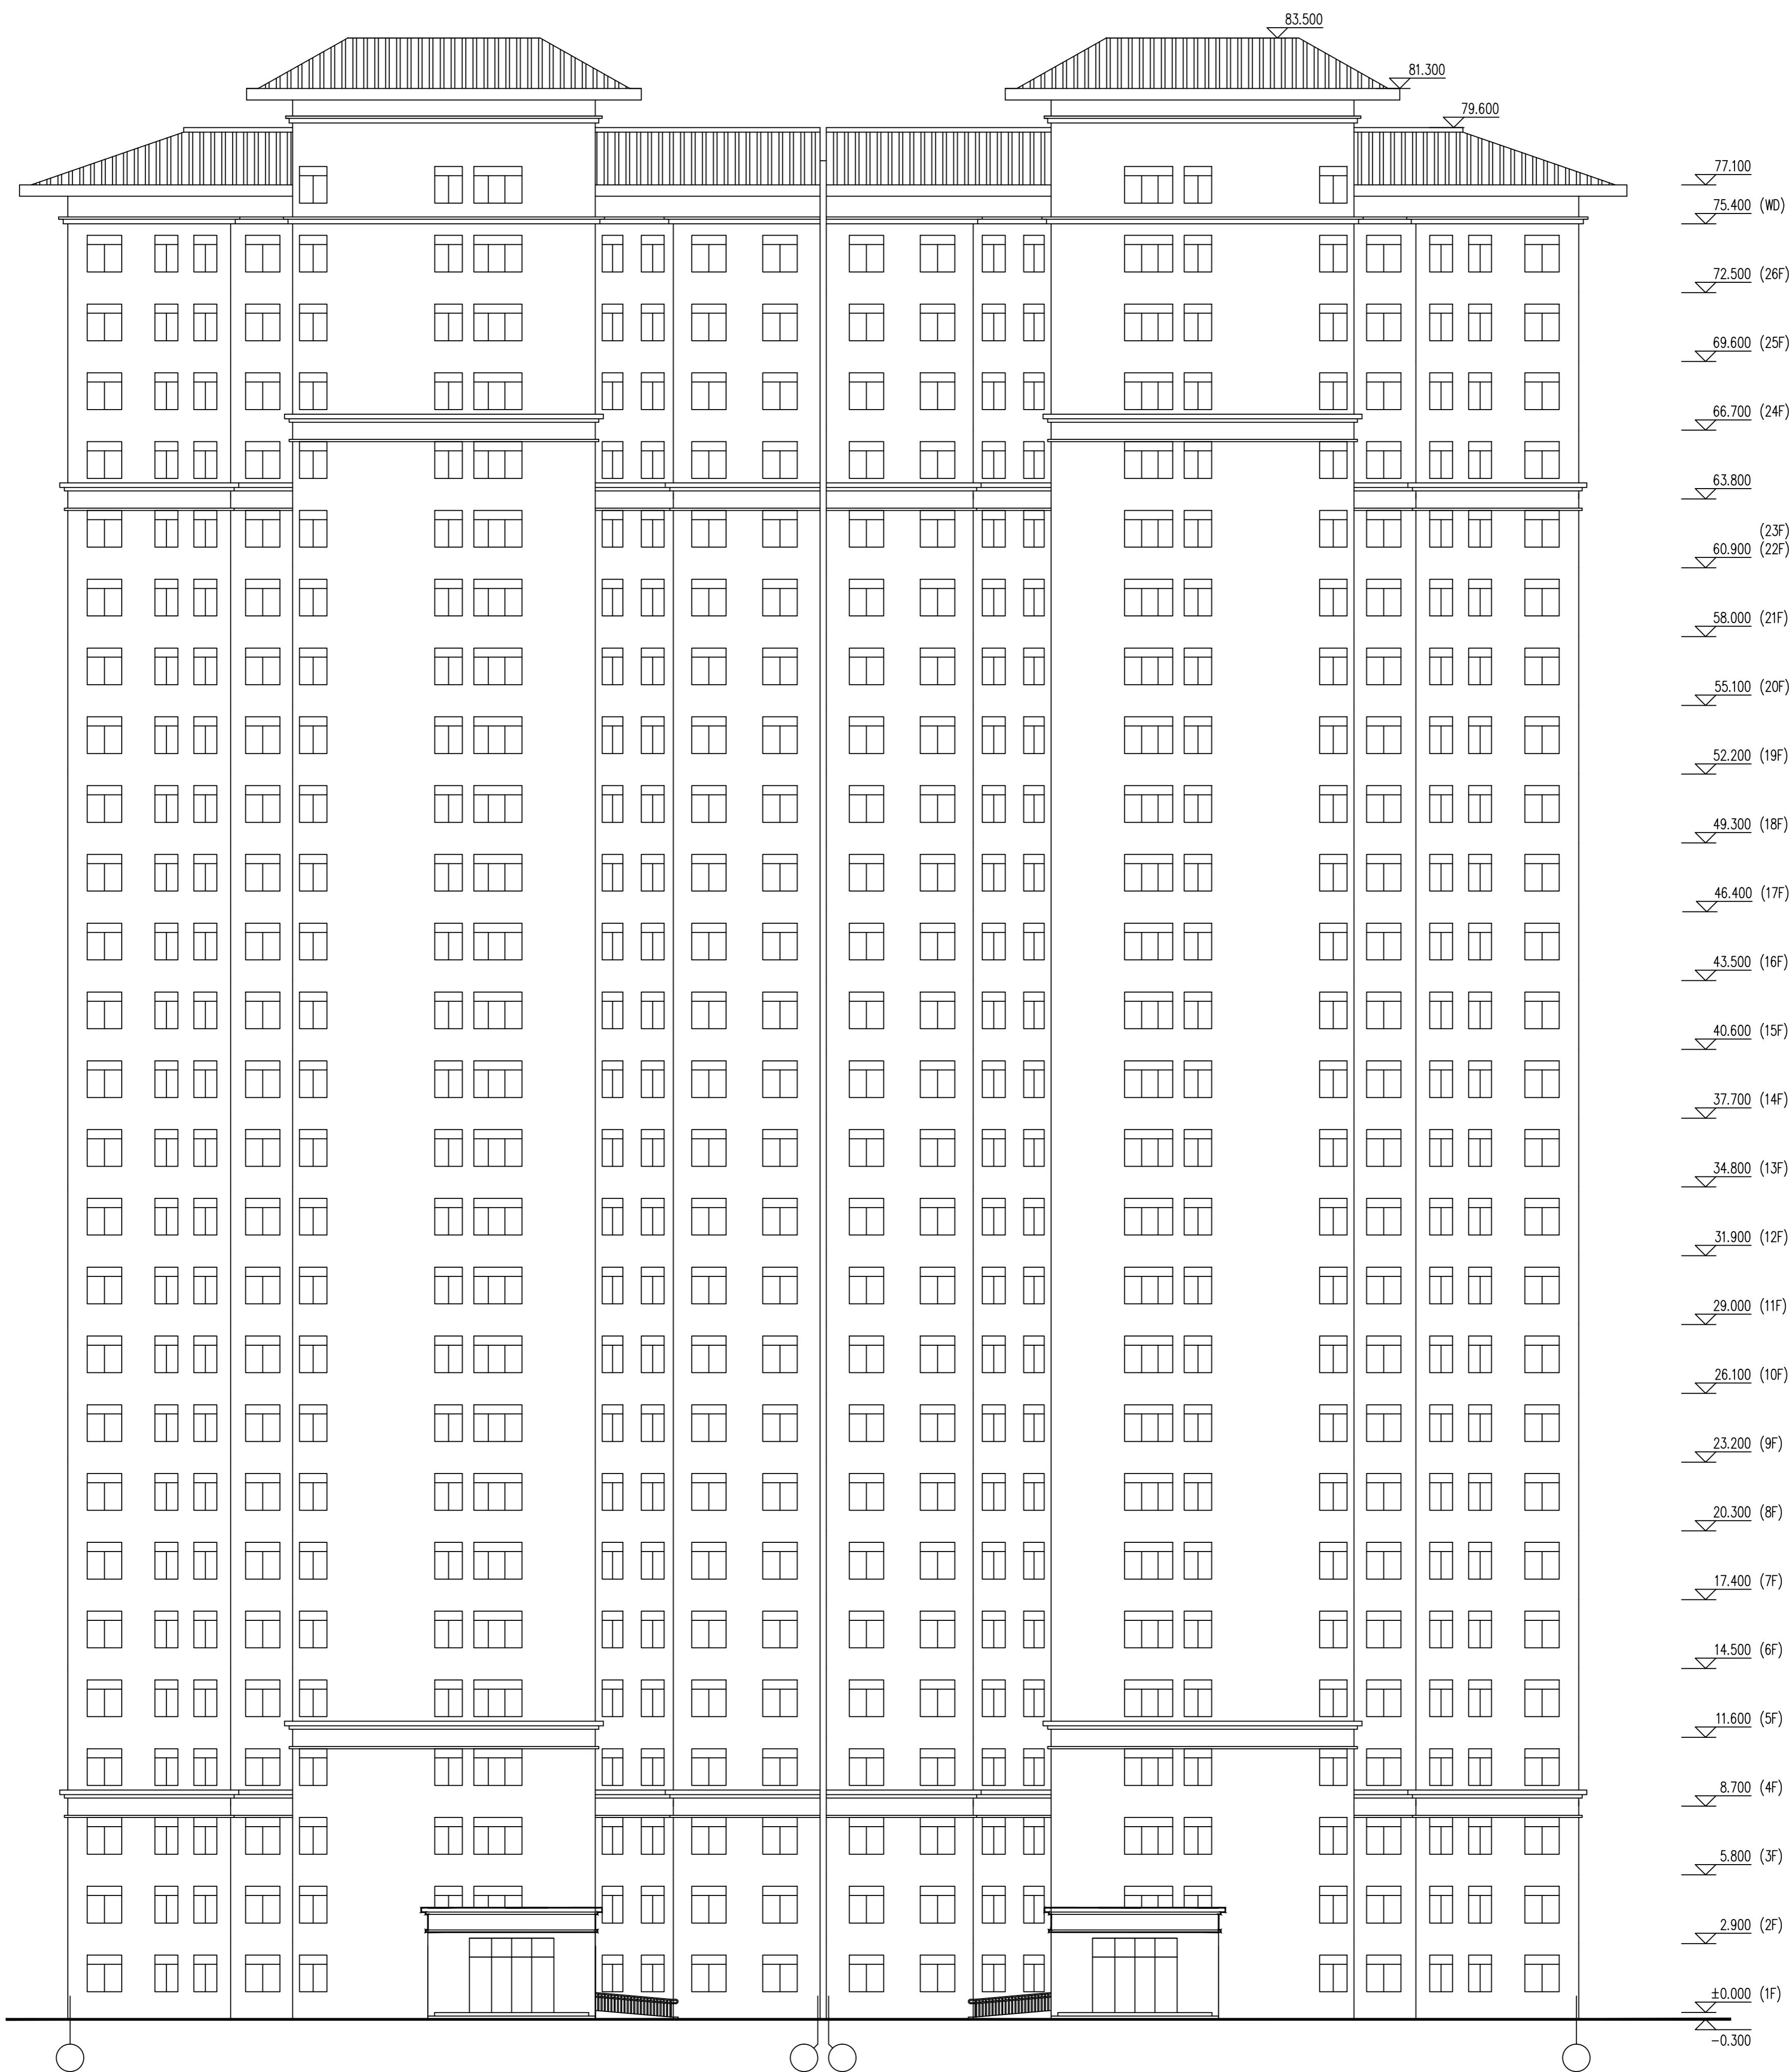 83.500
81.300
79.600
77.100
75.400 (WD)
72.500 (26F)
69.600 (25F)
66.700 (24F)
63.800
(23F)
60.900 (22F)
58.000 (21F)
55.100 (20F)
52.200 (19F)
49.300 (18F)
46.400 (17F)
43.500 (16F)
40.600 (15F)
37.700 (14F)
34.800 (13F)
31.900 (12F)
29.000 (11F)
26.100 (10F)
23.200 (9F)
20.300 (8F)
17.400 (7F)
14.500 (6F)
11.600 (5F)
8.700 (4F)
5.800 (3F)
2.900 (2F)
±0.000 (1F)
−0.300